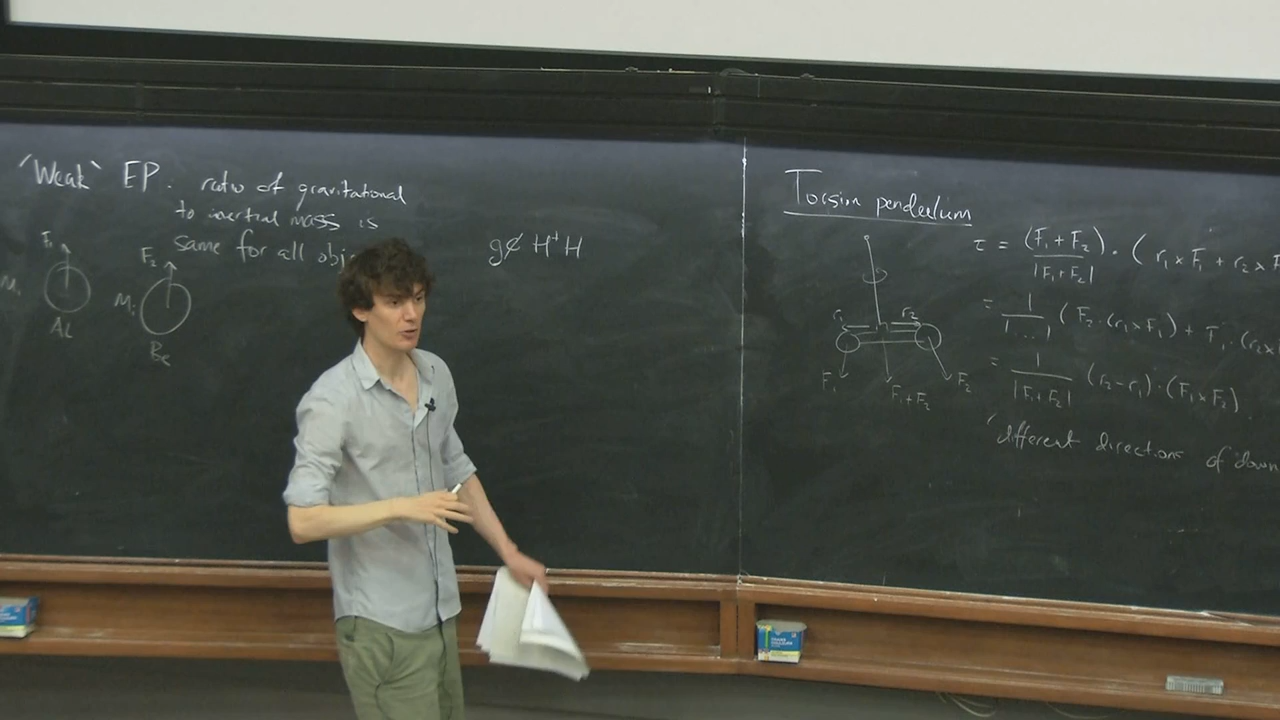 'Weak' EP. ratio of gravitational
to inertial mass is
same for all
F₁
F₂
M₁
Mᵢ
Al
Be
gϕ H⁺H
Torsion pendulum
r₁
r₂
F₁
F₁+F₂
F₂
τ = (F₁+F₂)/|F₁+F₂| · (r₁×F₁ + r₂×F
= 1/|...| (F₂·(r₁×F₁) + F₁·(r₂×
= 1/|F₁+F₂| (r₂-r₁)·(F₁×F₂).
'different directions of 'down